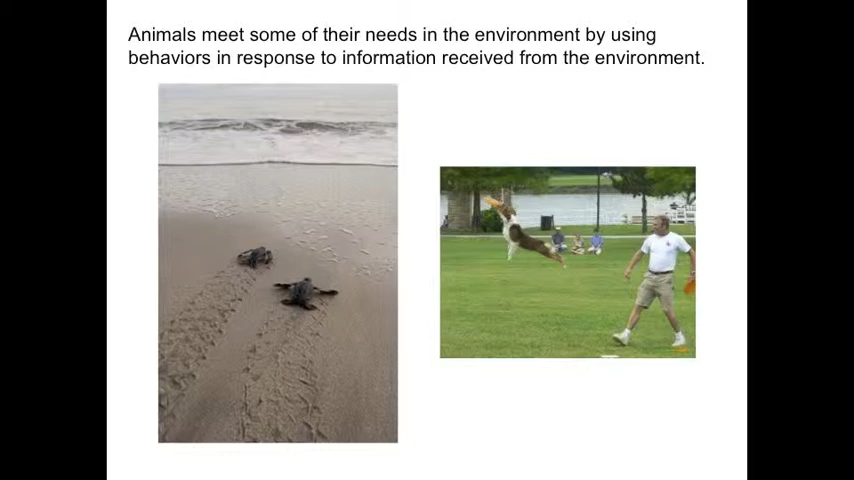 Animals meet some of their needs in the environment by using
behaviors in response to information received from the environment.